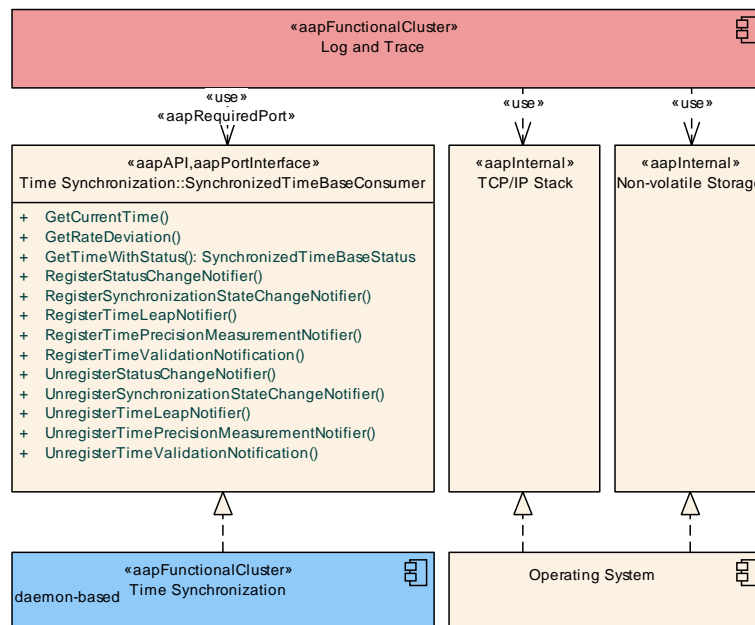 «aapFunctionalCluster»
Log and Trace
«use»
«aapRequiredPort»
«use»
«use»
«aapAPI,aapPortInterface»
Time Synchronization::SynchronizedTimeBaseConsumer
+ GetCurrentTime()
+ GetRateDeviation()
+ GetTimeWithStatus(): SynchronizedTimeBaseStatus
+ RegisterStatusChangeNotifier()
+ RegisterSynchronizationStateChangeNotifier()
+ RegisterTimeLeapNotifier()
+ RegisterTimePrecisionMeasurementNotifier()
+ RegisterTimeValidationNotification()
+ UnregisterStatusChangeNotifier()
+ UnregisterSynchronizationStateChangeNotifier()
+ UnregisterTimeLeapNotifier()
+ UnregisterTimePrecisionMeasurementNotifier()
+ UnregisterTimeValidationNotification()
«aapInternal»
TCP/IP Stack
«aapInternal»
Non-volatile Storage
«aapFunctionalCluster»
Time Synchronization
daemon-based
Operating System